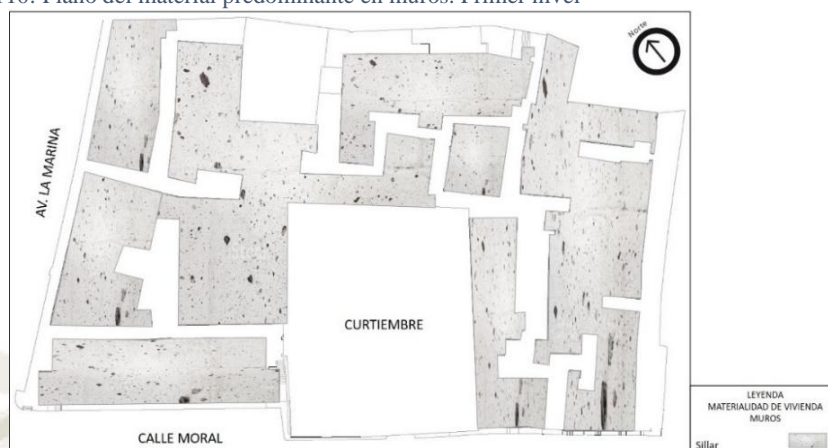 Plano del material predominante en muros. Primer nivel
Norte
AV. LA MARINA
CURTIEMBRE
CALLE MORAL
LEYENDA
MATERIALIDAD DE VIVIENDA
MUROS
Sillar